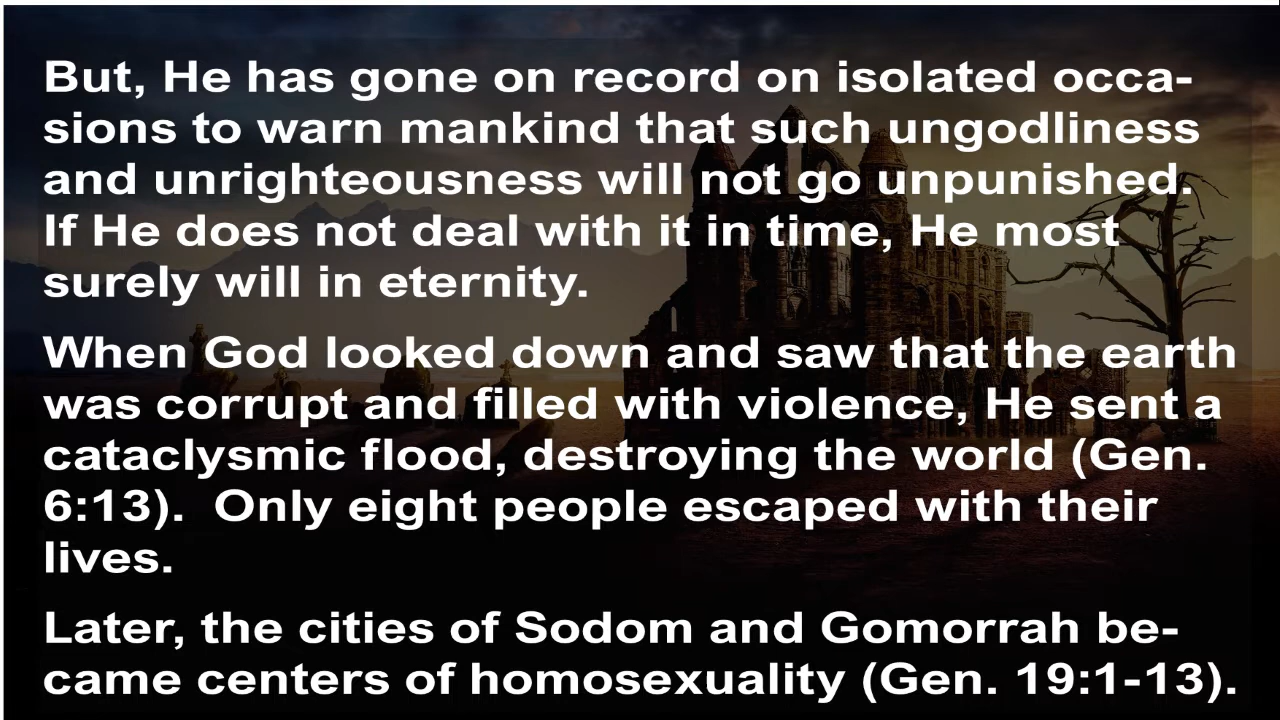 But, He has gone on record on isolated occa-
sions to warn mankind that such ungodliness
and unrighteousness will not go unpunished.
If He does not deal with it in time, He most
surely will in eternity.
When God looked down and saw that the earth
was corrupt and filled with violence, He sent a
cataclysmic flood, destroying the world (Gen.
6:13).  Only eight people escaped with their
lives.
Later, the cities of Sodom and Gomorrah be-
came centers of homosexuality (Gen. 19:1-13).